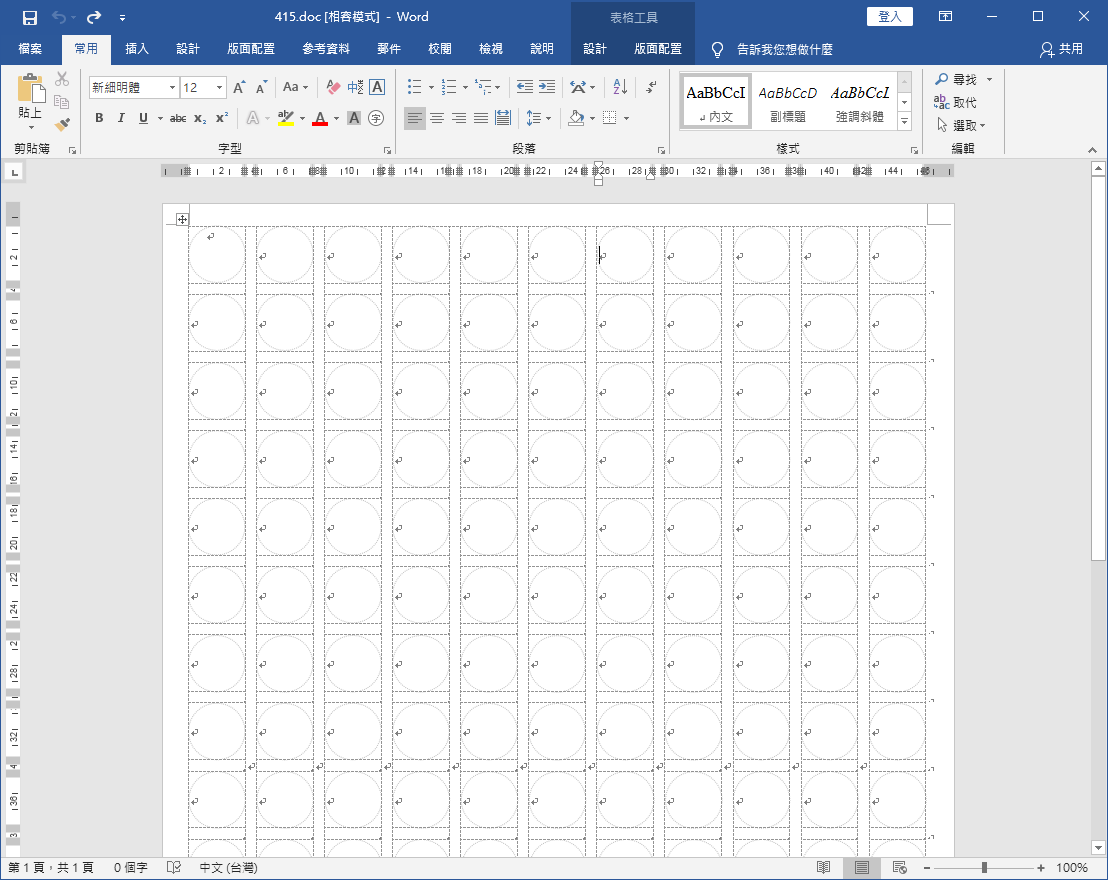 415.doc [相容模式] - Word
表格工具
登入
檔案 常用 插入 設計 版面配置 參考資料 郵件 校閱 檢視 說明 設計 版面配置 告訴我您想做什麼 共用
貼上
新細明體 12
剪貼簿
字型
段落
AaBbCcI AaBbCcD AaBbCcI
內文 副標題 強調斜體
樣式
尋找
取代
選取
編輯
第 1 頁，共 1 頁 0 個字 中文 (台灣) 100%